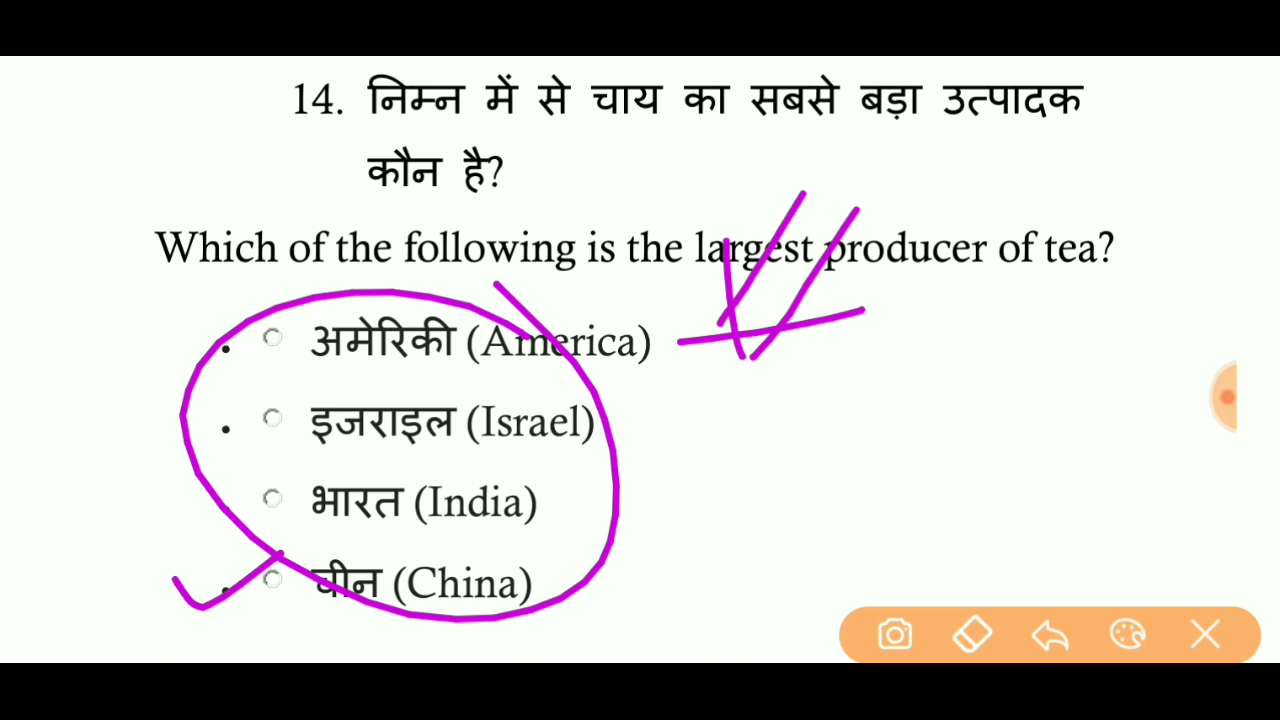 14. निम्न में से चाय का सबसे बड़ा उत्पादक
कौन है?
Which of the following is the largest producer of tea?
अमेरिकी (America)
इजराइल (Israel)
भारत (India)
चीन (China)